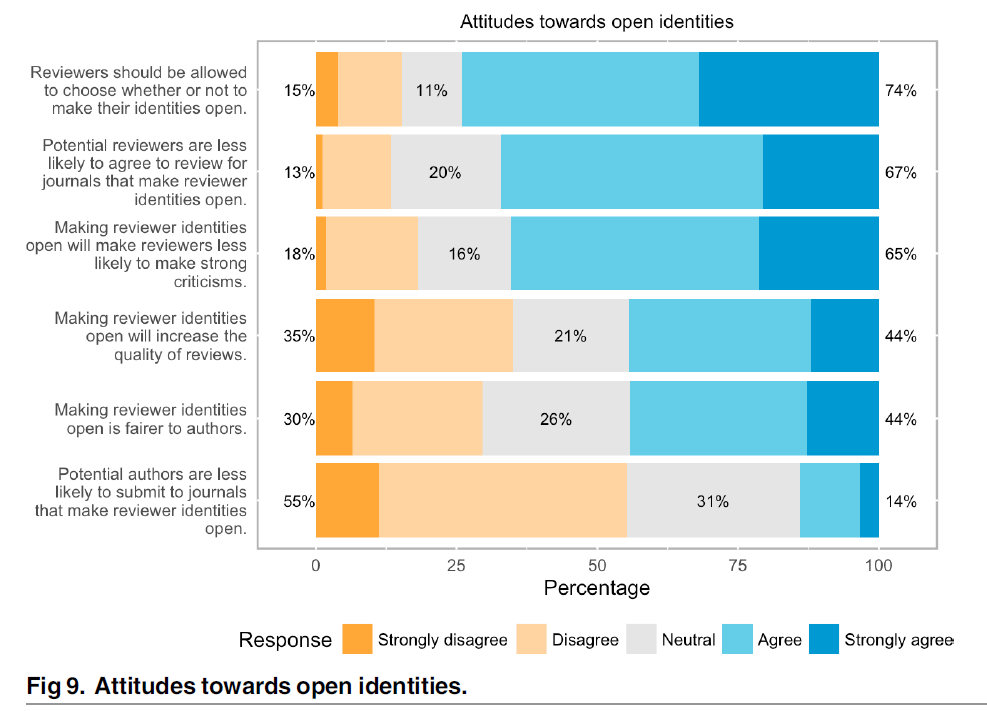 Attitudes towards open identities
Reviewers should be allowed
to choose whether or not to
make their identities open.
15%
11%
74%
Potential reviewers are less
likely to agree to review for
journals that make reviewer
identities open.
13%
20%
67%
Making reviewer identities
open will make reviewers less
likely to make strong
criticisms.
18%
16%
65%
Making reviewer identities
open will increase the
quality of reviews.
35%
21%
44%
Making reviewer identities
open is fairer to authors.
30%
26%
44%
Potential authors are less
likely to submit to journals
that make reviewer identities
open.
55%
31%
14%
0 25 50 75 100
Percentage
Response Strongly disagree Disagree Neutral Agree Strongly agree
Fig 9. Attitudes towards open identities.